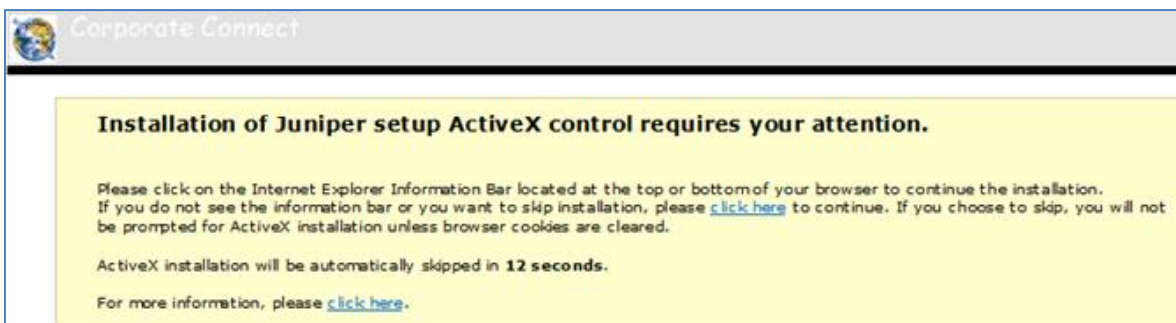 Corporate Connect
Installation of Juniper setup ActiveX control requires your attention.
Please click on the Internet Explorer Information Bar located at the top or bottom of your browser to continue the installation.
If you do not see the information bar or you want to skip installation, please click here to continue. If you choose to skip, you will not
be prompted for ActiveX installation unless browser cookies are cleared.
ActiveX installation will be automatically skipped in 12 seconds.
For more information, please click here.